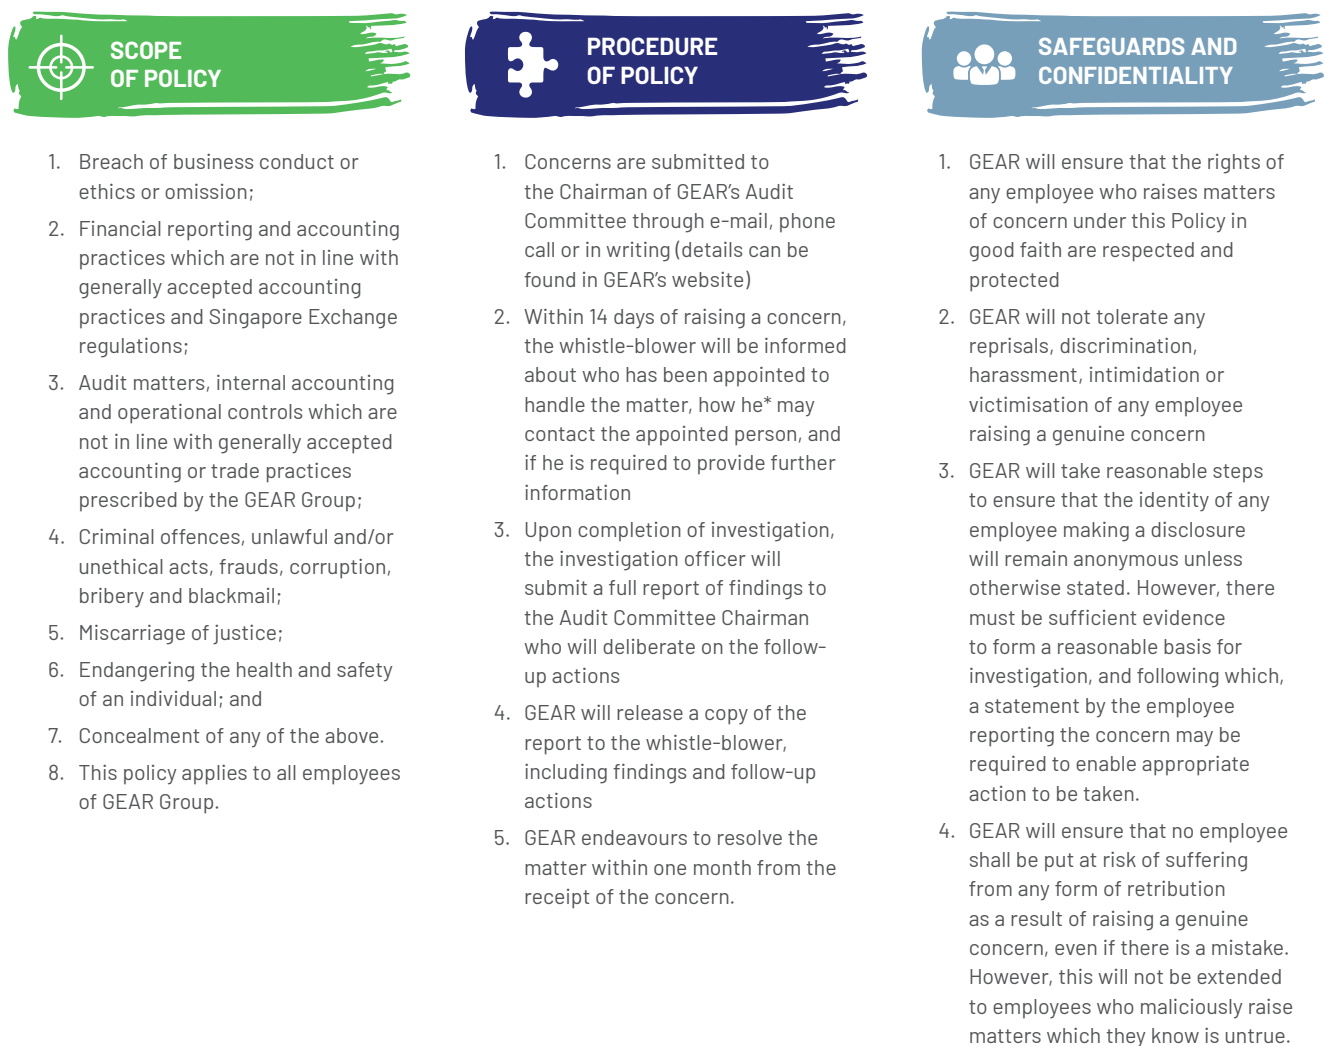 SCOPE
OF POLICY
1. Breach of business conduct or
ethics or omission;
2. Financial reporting and accounting
practices which are not in line with
generally accepted accounting
practices and Singapore Exchange
regulations;
3. Audit matters, internal accounting
and operational controls which are
not in line with generally accepted
accounting or trade practices
prescribed by the GEAR Group;
4. Criminal offences, unlawful and/or
unethical acts, frauds, corruption,
bribery and blackmail;
5. Miscarriage of justice;
6. Endangering the health and safety
of an individual; and
7. Concealment of any of the above.
8. This policy applies to all employees
of GEAR Group.
PROCEDURE
OF POLICY
1. Concerns are submitted to
the Chairman of GEAR's Audit
Committee through e-mail, phone
call or in writing (details can be
found in GEAR's website)
2. Within 14 days of raising a concern,
the whistle-blower will be informed
about who has been appointed to
handle the matter, how he* may
contact the appointed person, and
if he is required to provide further
information
3. Upon completion of investigation,
the investigation officer will
submit a full report of findings to
the Audit Committee Chairman
who will deliberate on the follow-
up actions
4. GEAR will release a copy of the
report to the whistle-blower,
including findings and follow-up
actions
5. GEAR endeavours to resolve the
matter within one month from the
receipt of the concern.
SAFEGUARDS AND
CONFIDENTIALITY
1. GEAR will ensure that the rights of
any employee who raises matters
of concern under this Policy in
good faith are respected and
protected
2. GEAR will not tolerate any
reprisals, discrimination,
harassment, intimidation or
victimisation of any employee
raising a genuine concern
3. GEAR will take reasonable steps
to ensure that the identity of any
employee making a disclosure
will remain anonymous unless
otherwise stated. However, there
must be sufficient evidence
to form a reasonable basis for
investigation, and following which,
a statement by the employee
reporting the concern may be
required to enable appropriate
action to be taken.
4. GEAR will ensure that no employee
shall be put at risk of suffering
from any form of retribution
as a result of raising a genuine
concern, even if there is a mistake.
However, this will not be extended
to employees who maliciously raise
matters which they know is untrue.